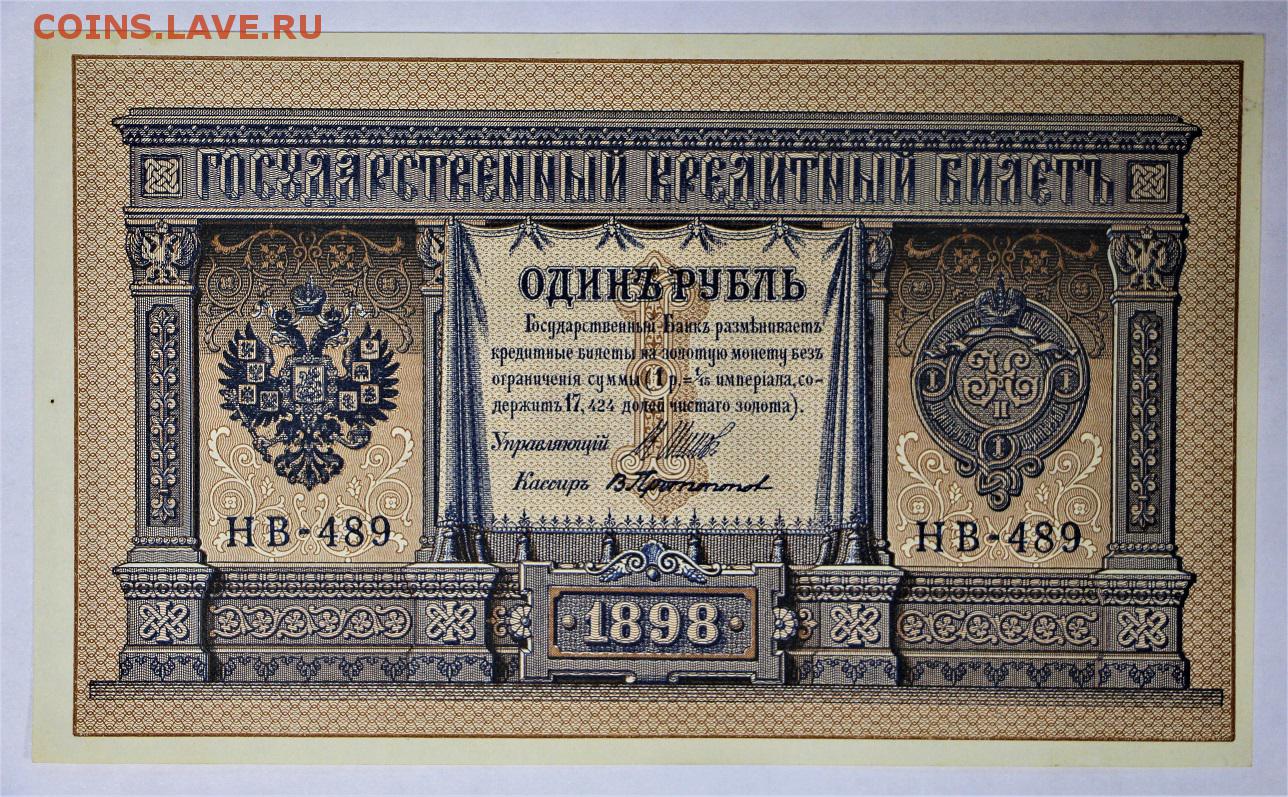 COINS.LAVE.RU
ГОСУДАРСТВЕННЫЙ КРЕДИТНЫЙ БИЛЕТЪ
ОДИНЪ РУБЛЬ
Государственный Банкъ размѣниваетъ
кредитные билеты на золотую монету безъ
ограниченія суммы (1 р.= 1/15 имперіала, со-
держитъ 17,424 долей чистаго золота).
Управляющій
Кассиръ В. Протопопов
НВ-489
НВ-489
1898